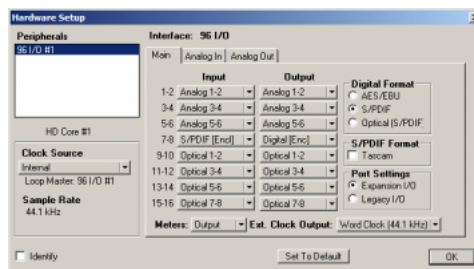 Hardware Setup
Peripherals
96 I/O #1
HD Core #1
Clock Source
Internal
Loop Master: 96 I/O #1
Sample Rate
44.1 kHz
Identify
Interface: 96 I/O
Main Analog In Analog Out
Input Output
1-2 Analog 1-2 Analog 1-2
3-4 Analog 3-4 Analog 3-4
5-6 Analog 5-6 Analog 5-6
7-8 S/PDIF [Encl] Digital [Enc]
9-10 Optical 1-2 Optical 1-2
11-12 Optical 3-4 Optical 3-4
13-14 Optical 5-6 Optical 5-6
15-16 Optical 7-8 Optical 7-8
Meters: Output Ext. Clock Output: Word Clock (44.1 kHz)
Digital Format
AES/EBU
S/PDIF
Optical (S/PDIF)
S/PDIF Format
Tascam
Port Settings
Expansion I/O
Legacy I/O
Set To Default
OK